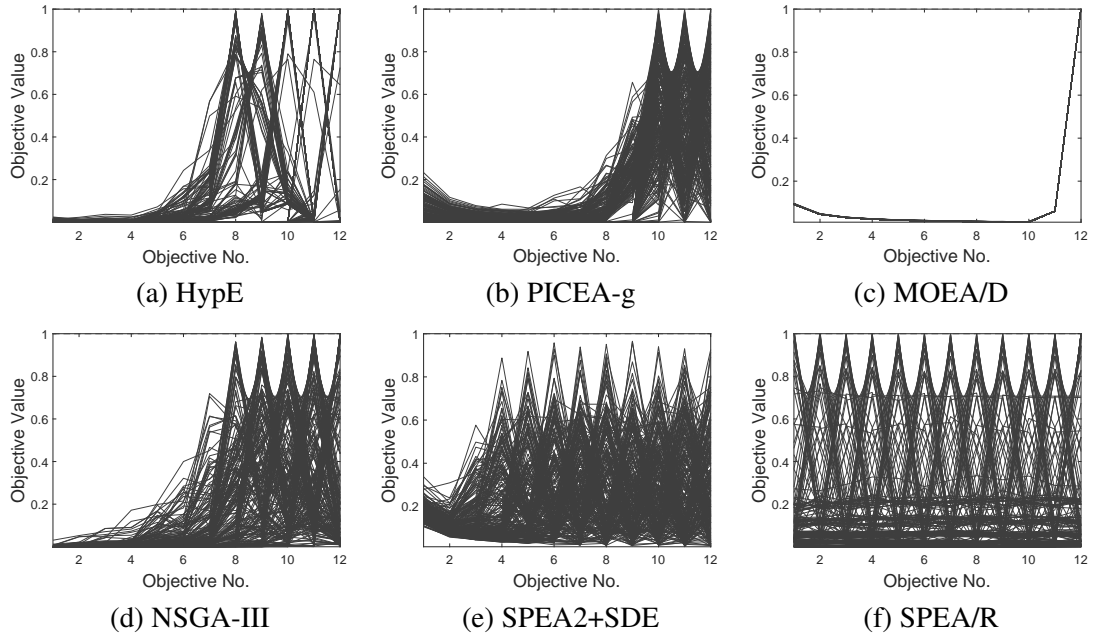 1
0.8
0.6
0.4
0.2
Objective Value
2 4 6 8 10 12
Objective No.
(a) HypE
1
0.8
0.6
0.4
0.2
Objective Value
2 4 6 8 10 12
Objective No.
(b) PICEA-g
1
0.8
0.6
0.4
0.2
Objective Value
2 4 6 8 10 12
Objective No.
(c) MOEA/D
1
0.8
0.6
0.4
0.2
Objective Value
2 4 6 8 10 12
Objective No.
(d) NSGA-III
1
0.8
0.6
0.4
0.2
Objective Value
2 4 6 8 10 12
Objective No.
(e) SPEA2+SDE
1
0.8
0.6
0.4
0.2
Objective Value
2 4 6 8 10 12
Objective No.
(f) SPEA/R